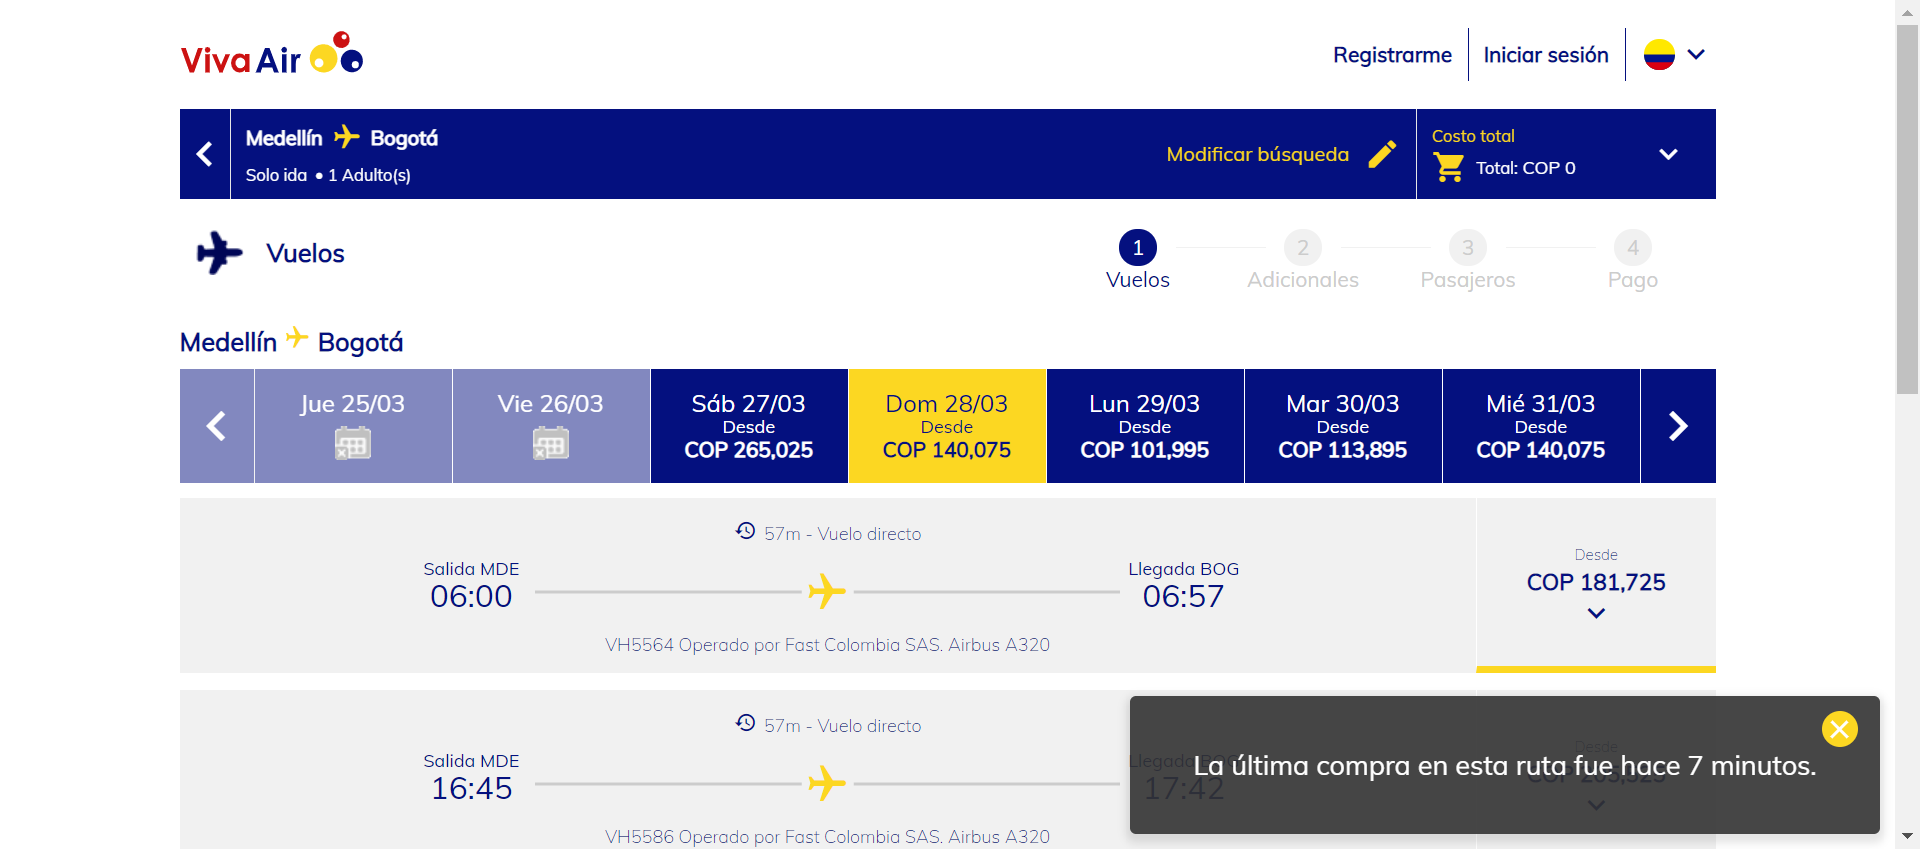 Viva Air
Registrarme
Iniciar sesión
Medellín Bogotá
Solo ida • 1 Adulto(s)
Modificar búsqueda
Costo total
Total: COP 0
Vuelos
1
Vuelos
2
Adicionales
3
Pasajeros
4
Pago
Medellín Bogotá
Jue 25/03
Vie 26/03
Sáb 27/03
Desde
COP 265,025
Dom 28/03
Desde
COP 140,075
Lun 29/03
Desde
COP 101,995
Mar 30/03
Desde
COP 113,895
Mié 31/03
Desde
COP 140,075
57m - Vuelo directo
Salida MDE
06:00
Llegada BOG
06:57
VH5564 Operado por Fast Colombia SAS. Airbus A320
Desde
COP 181,725
57m - Vuelo directo
Salida MDE
16:45
Llegada BOG
17:42
VH5586 Operado por Fast Colombia SAS. Airbus A320
Desde
La última compra en esta ruta fue hace 7 minutos.